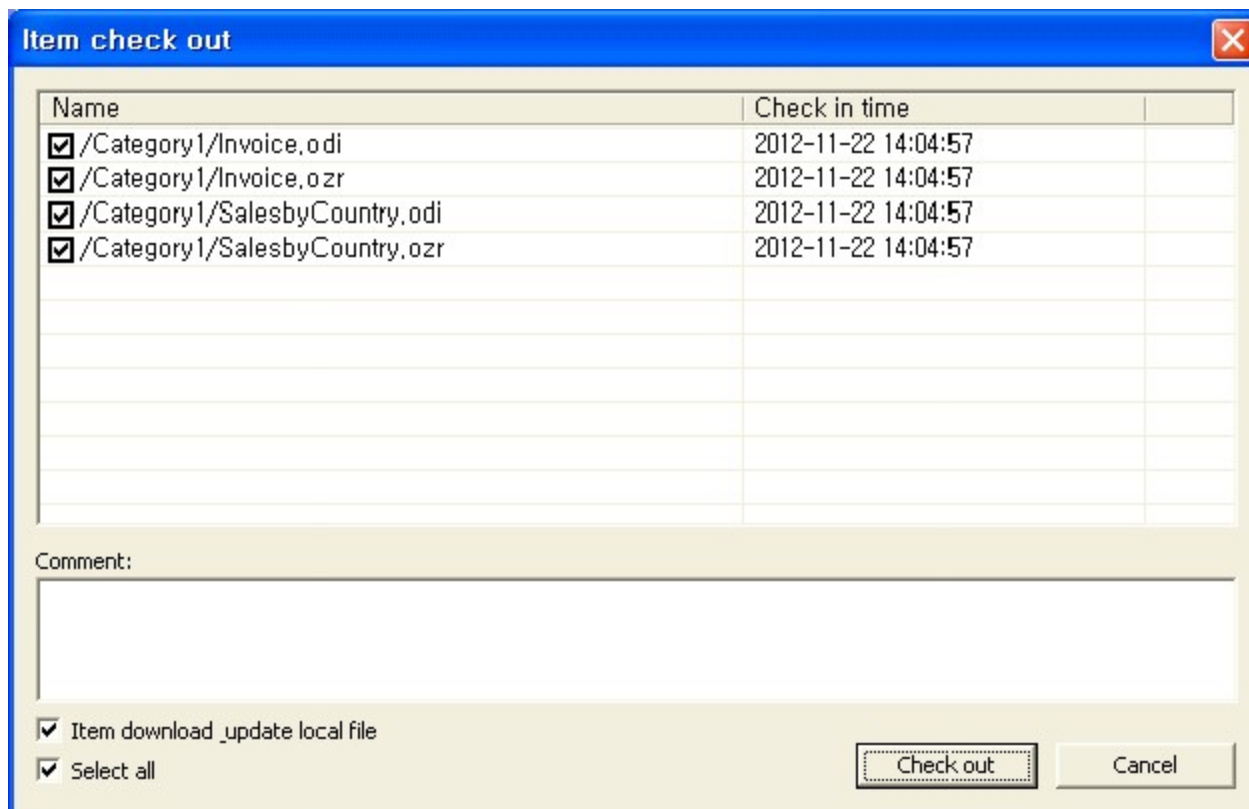 Item check out
Name Check in time
/Category1/Invoice.odi 2012-11-22 14:04:57
/Category1/Invoice.ozr 2012-11-22 14:04:57
/Category1/SalesbyCountry.odi 2012-11-22 14:04:57
/Category1/SalesbyCountry.ozr 2012-11-22 14:04:57
Comment:
Item download _update local file
Select all
Check out Cancel